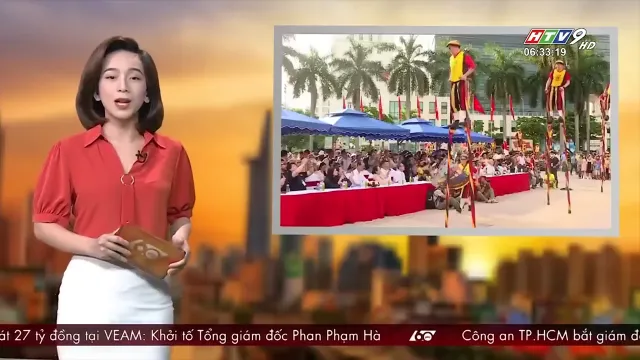 HTV9 HD
06:33:19
át 27 tỷ đồng tại VEAM: Khởi tố Tổng giám đốc Phan Phạm Hà
60
Công an TP.HCM bắt giám đ